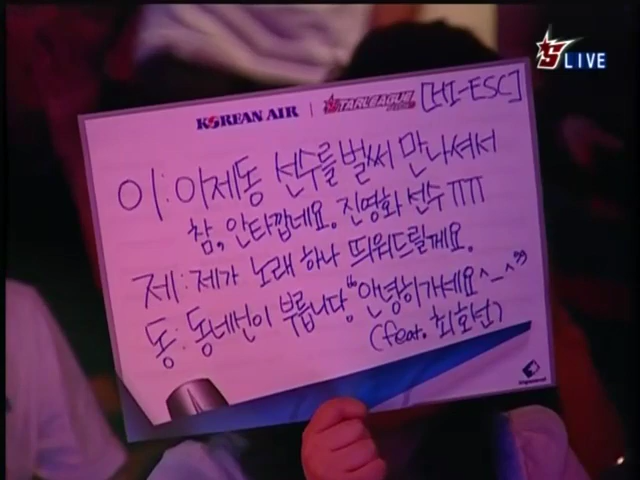 LIVE
KOREAN AIR | STARLEAGUE [HI-ESC]
이:이제동 선수를 벌써 만나셔서
참, 안타깝네요. 진영화 선수 ㅠㅠ
제:제가 노래 하나 띄워드릴께요.
동:동네번이 부릅니다. "안녕히가세요^_^"
(feat. 최호선)